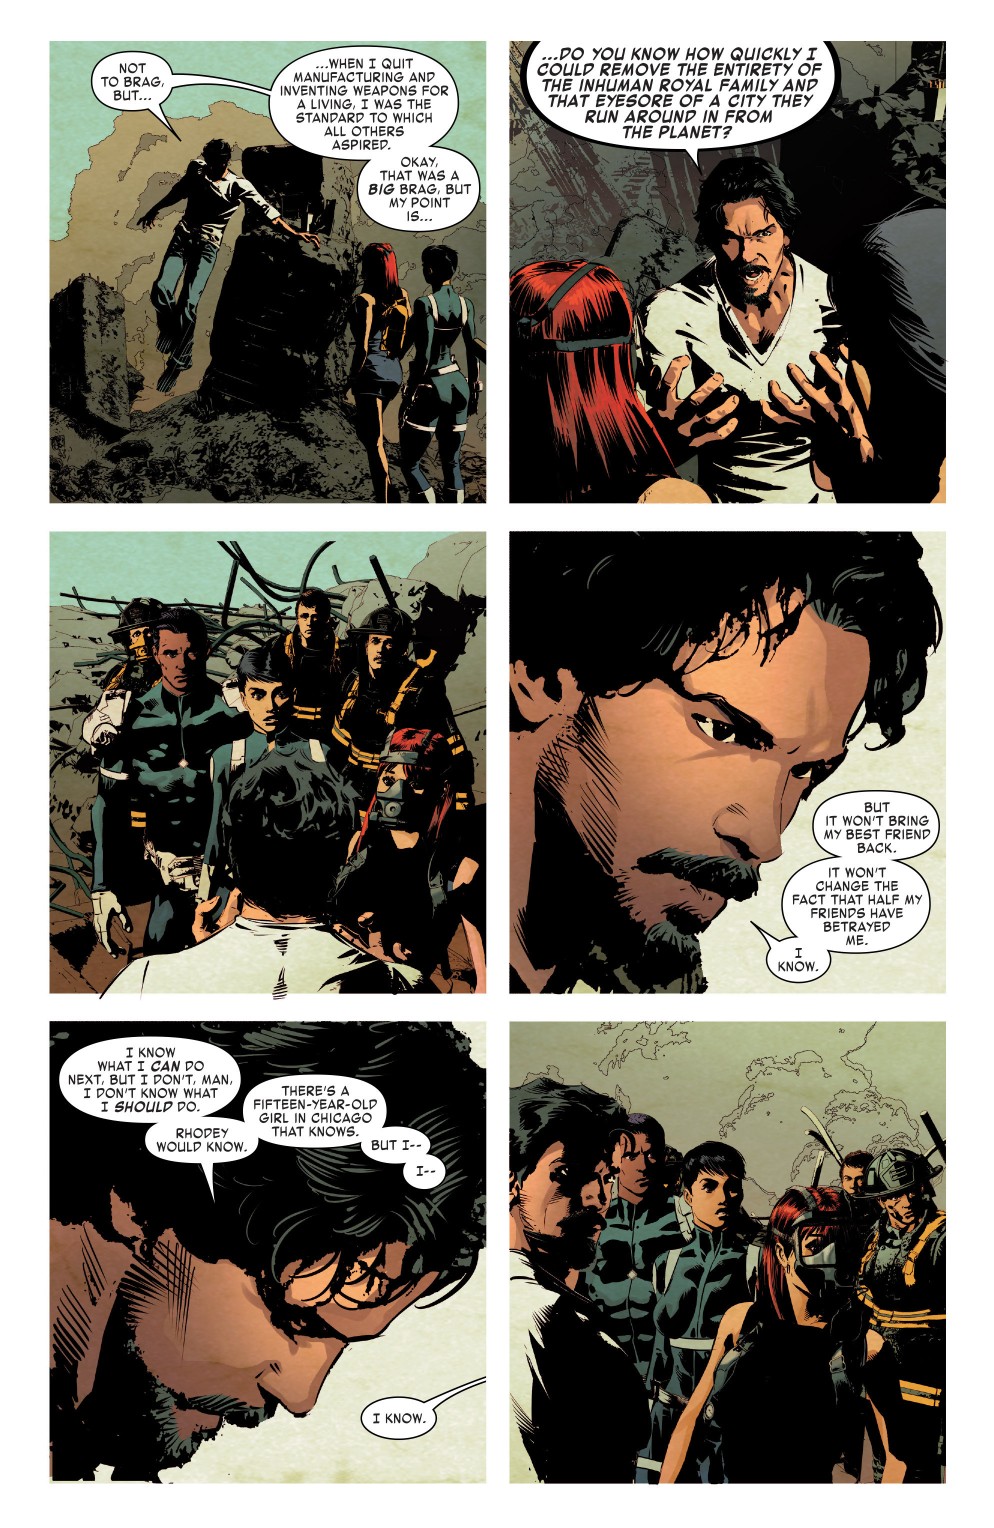 NOT
TO BRAG,
BUT...
...WHEN I QUIT
MANUFACTURING AND
INVENTING WEAPONS FOR
A LIVING, I WAS THE
STANDARD TO WHICH
ALL OTHERS
ASPIRED.
OKAY,
THAT WAS A
BIG BRAG, BUT
MY POINT
IS...
...DO YOU KNOW HOW QUICKLY I
COULD REMOVE THE ENTIRETY OF
THE INHUMAN ROYAL FAMILY AND
THAT EYESORE OF A CITY THEY
RUN AROUND IN FROM
THE PLANET?
BUT
IT WON'T BRING
MY BEST FRIEND
BACK.
IT WON'T
CHANGE THE
FACT THAT HALF MY
FRIENDS HAVE
BETRAYED
ME.
I
KNOW.
I KNOW
WHAT I CAN DO
NEXT, BUT I DON'T, MAN,
I DON'T KNOW WHAT
I SHOULD DO.
RHODEY
WOULD KNOW.
THERE'S A
FIFTEEN-YEAR-OLD
GIRL IN CHICAGO
THAT KNOWS.
BUT I--
I--
I KNOW.